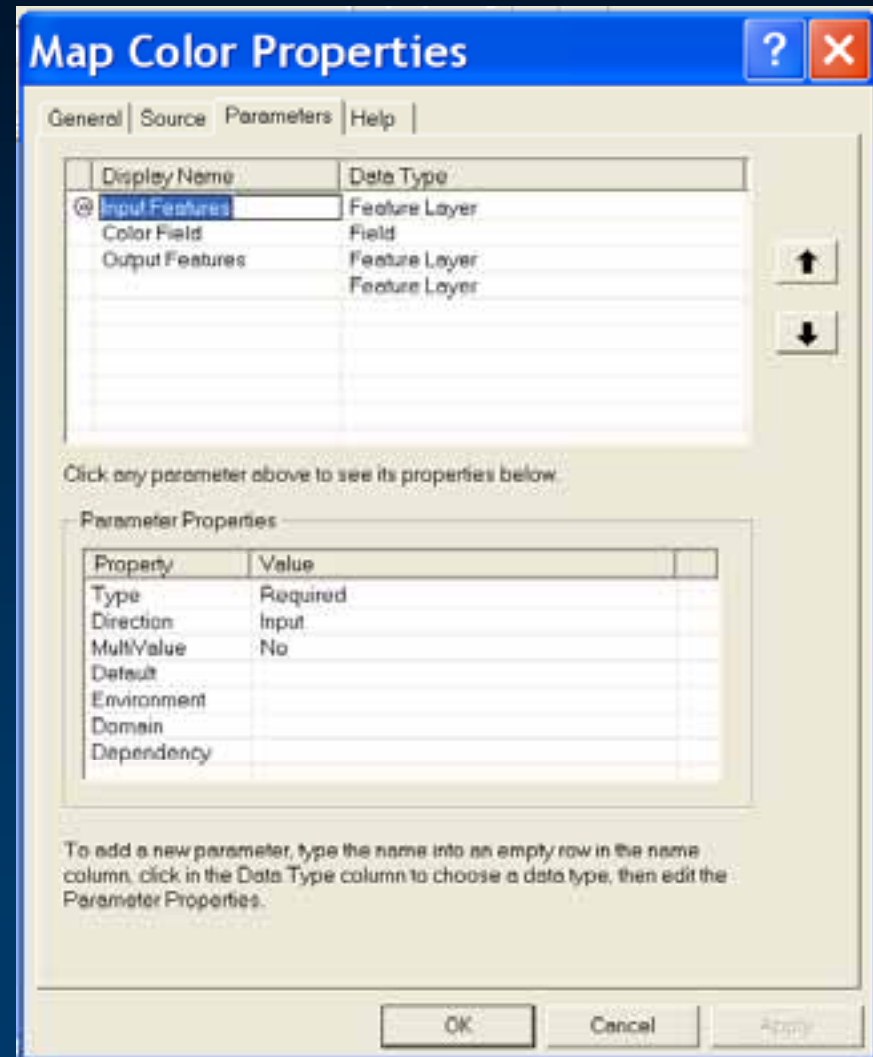 Map Color Properties
? X
General Source Parameters Help
Display Name Data Type
Input Features Feature Layer
Color Field Field
Output Features Feature Layer
Feature Layer
Click any parameter above to see its properties below.
Parameter Properties
Property Value
Type Required
Direction Input
MultiValue No
Default
Environment
Domain
Dependency
To add a new parameter, type the name into an empty row in the name
column, click in the Data Type column to choose a data type, then edit the
Parameter Properties.
OK Cancel Apply